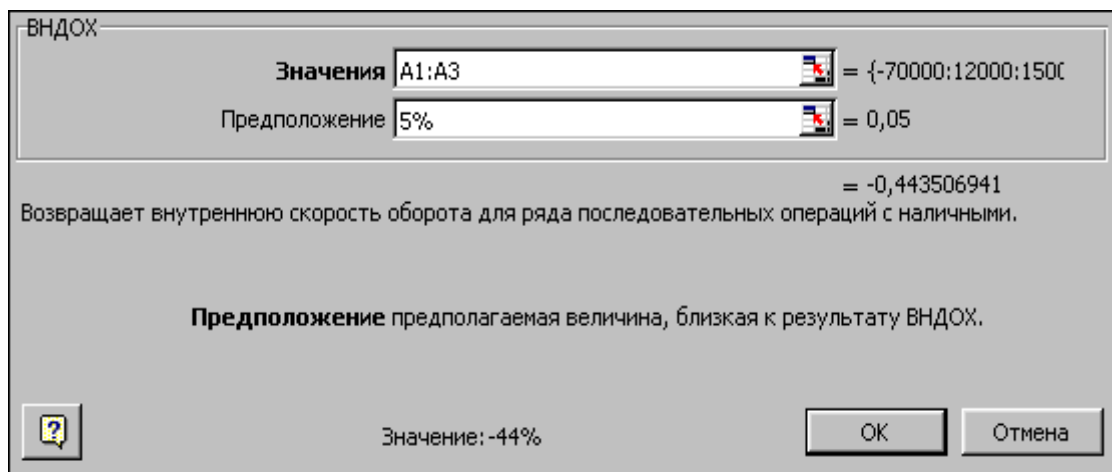 ВНДОХ
Значения A1:A3 = {-70000:12000:1500
Предположение 5% = 0,05
= -0,443506941
Возвращает внутреннюю скорость оборота для ряда последовательных операций с наличными.
Предположение предполагаемая величина, близкая к результату ВНДОХ.
Значение:-44% OK Отмена